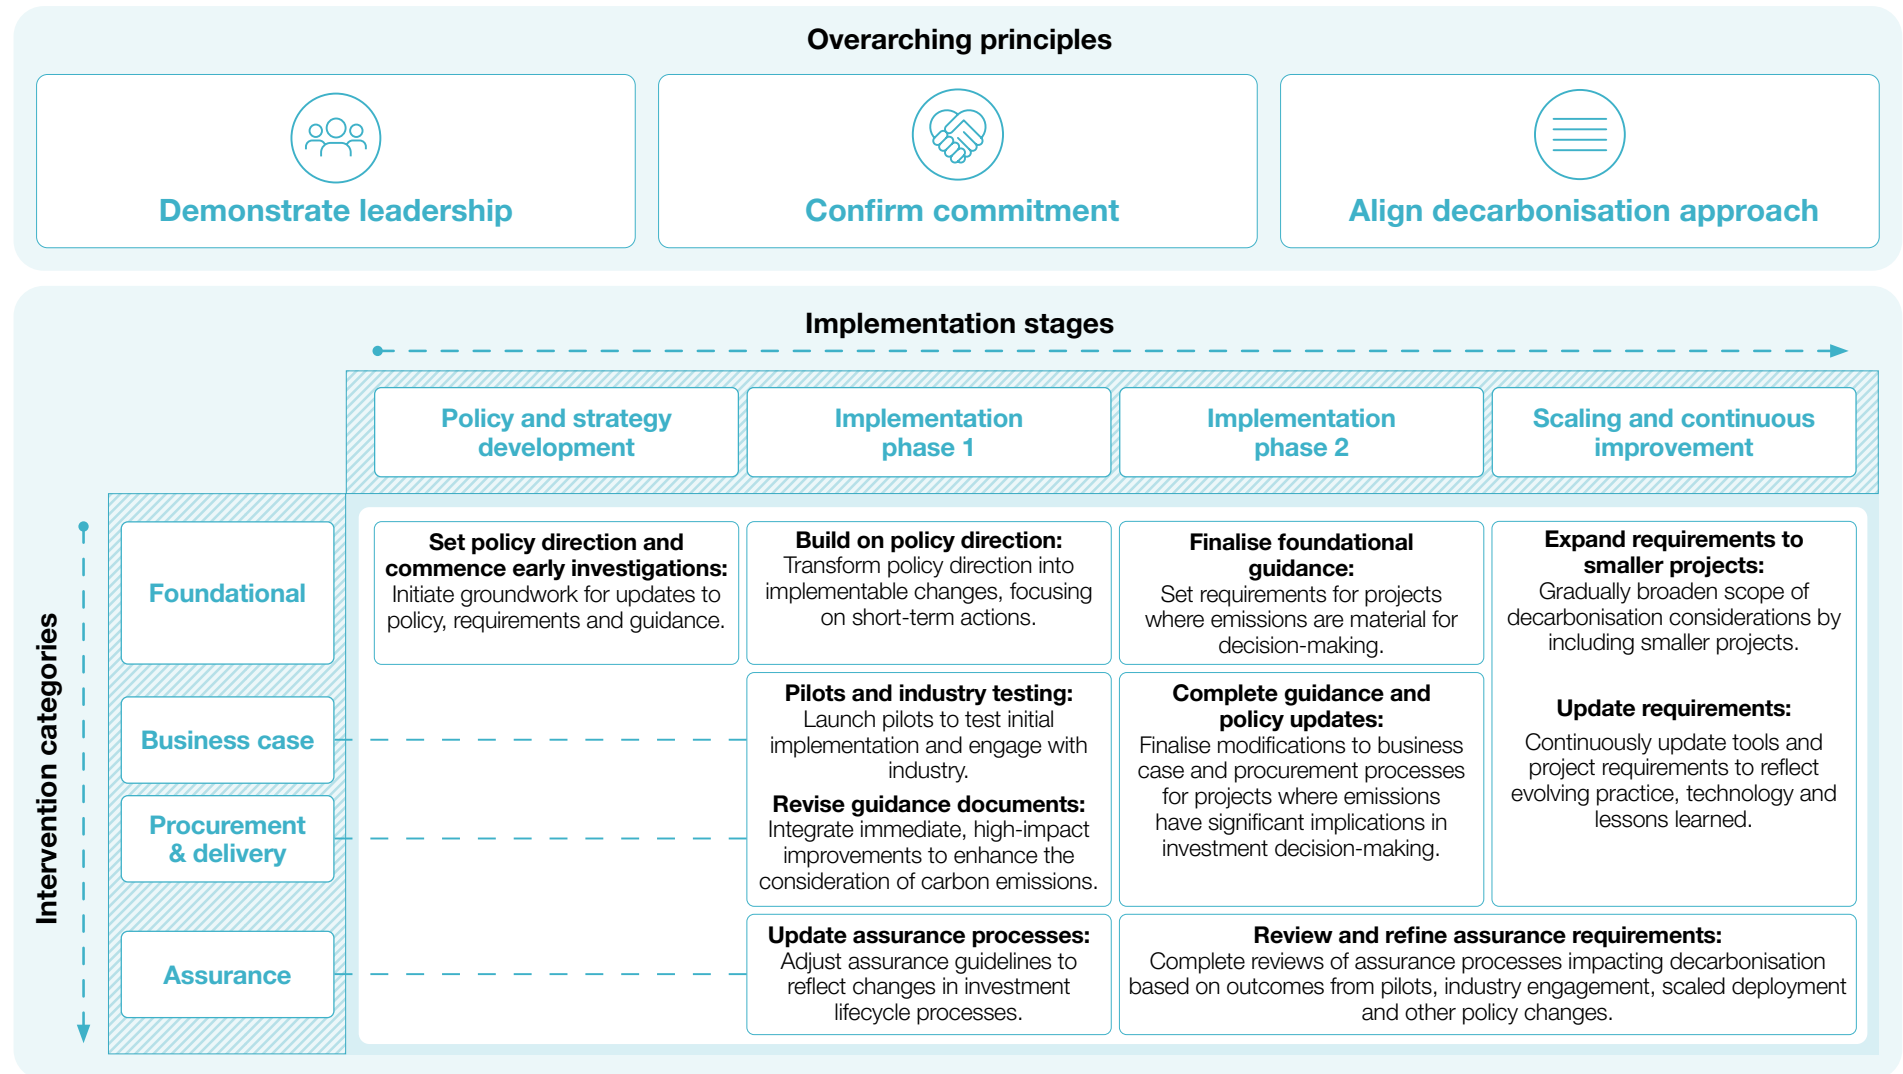 Overarching principles
Demonstrate leadership
Confirm commitment
Align decarbonisation approach
Implementation stages
Policy and strategy
development
Implementation
phase 1
Implementation
phase 2
Scaling and continuous
improvement
Intervention categories
Foundational
Set policy direction and
commence early investigations:
Initiate groundwork for updates to
policy, requirements and guidance.
Build on policy direction:
Transform policy direction into
implementable changes, focusing
on short-term actions.
Finalise foundational
guidance:
Set requirements for projects
where emissions are material for
decision-making.
Expand requirements to
smaller projects:
Gradually broaden scope of
decarbonisation considerations by
including smaller projects.
Update requirements:
Continuously update tools and
project requirements to reflect
evolving practice, technology and
lessons learned.
Business case
Procurement
& delivery
Pilots and industry testing:
Launch pilots to test initial
implementation and engage with
industry.
Revise guidance documents:
Integrate immediate, high-impact
improvements to enhance the
consideration of carbon emissions.
Complete guidance and
policy updates:
Finalise modifications to business
case and procurement processes
for projects where emissions
have significant implications in
investment decision-making.
Assurance
Update assurance processes:
Adjust assurance guidelines to
reflect changes in investment
lifecycle processes.
Review and refine assurance requirements:
Complete reviews of assurance processes impacting decarbonisation
based on outcomes from pilots, industry engagement, scaled deployment
and other policy changes.